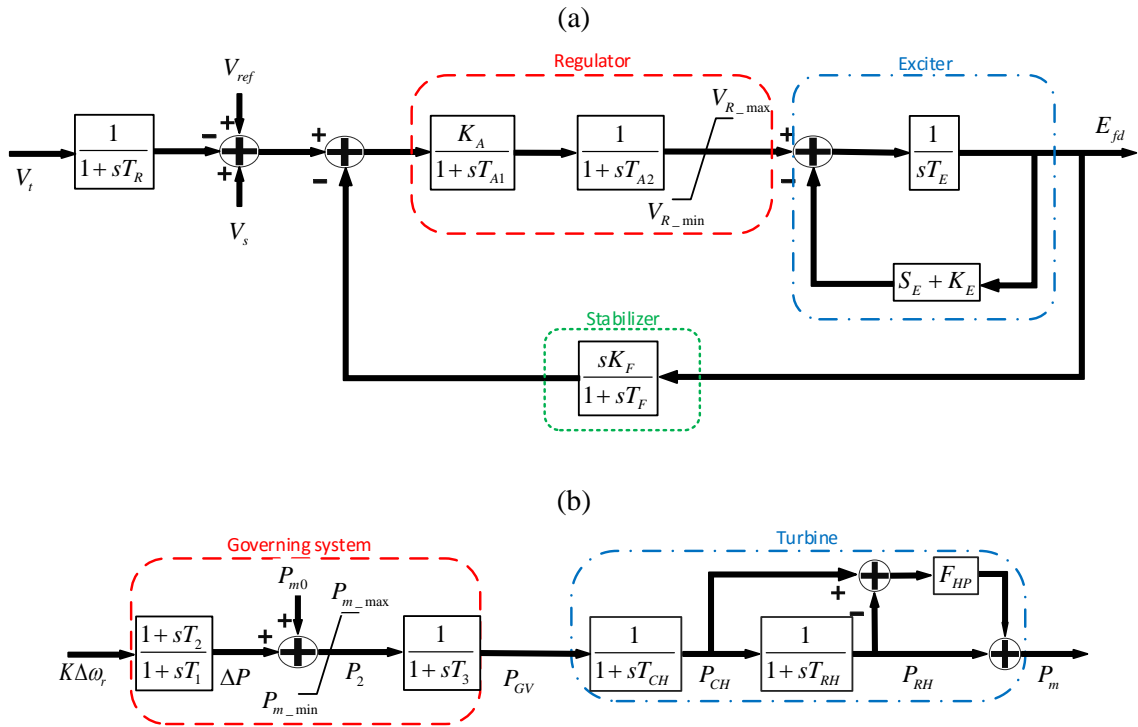 (a)
Regulator
Exciter
V_ref
V_R_max
E_fd
- + + - + -
1 / 1 + sT_R
K_A / 1 + sT_A1
1 / 1 + sT_A2
1 / sT_E
V_t
+
V_s
V_R_min
S_E + K_E
Stabilizer
sK_F / 1 + sT_F
(b)
Governing system
Turbine
P_m0
P_m_max
F_HP
+ + + -
1 + sT_2 / 1 + sT_1
1 / 1 + sT_3
1 / 1 + sT_CH
1 / 1 + sT_RH
KΔω_r
ΔP
P_2
P_GV
P_CH
P_RH
P_m
P_m_min